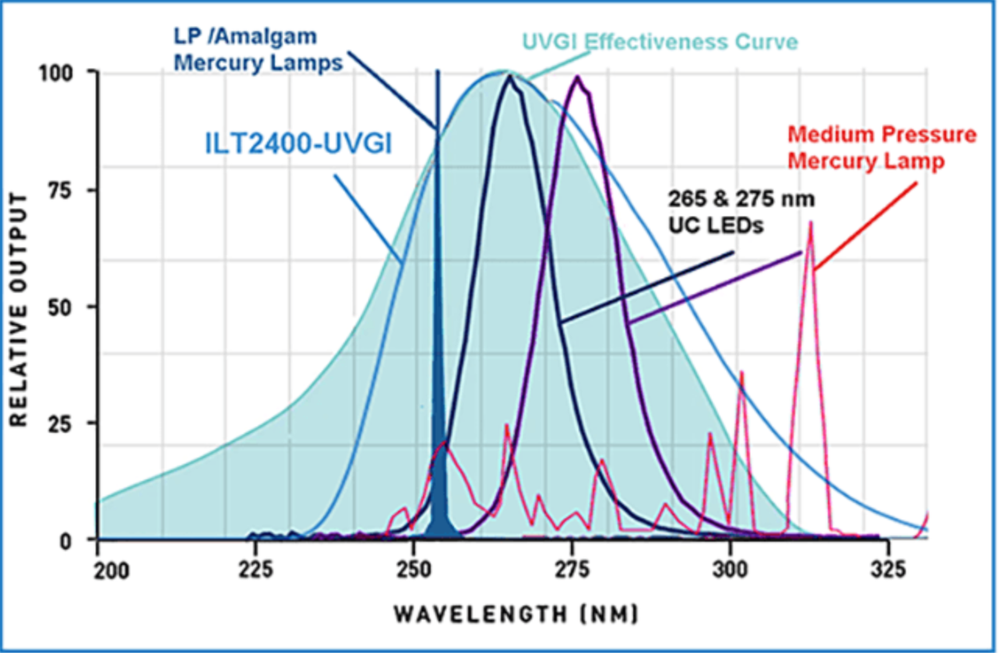 LP /Amalgam
Mercury Lamps
UVGI Effectiveness Curve
ILT2400-UVGI
Medium Pressure
Mercury Lamp
265 & 275 nm
UC LEDs
RELATIVE OUTPUT
100
75
50
25
0
200 225 250 275 300 325
WAVELENGTH (NM)